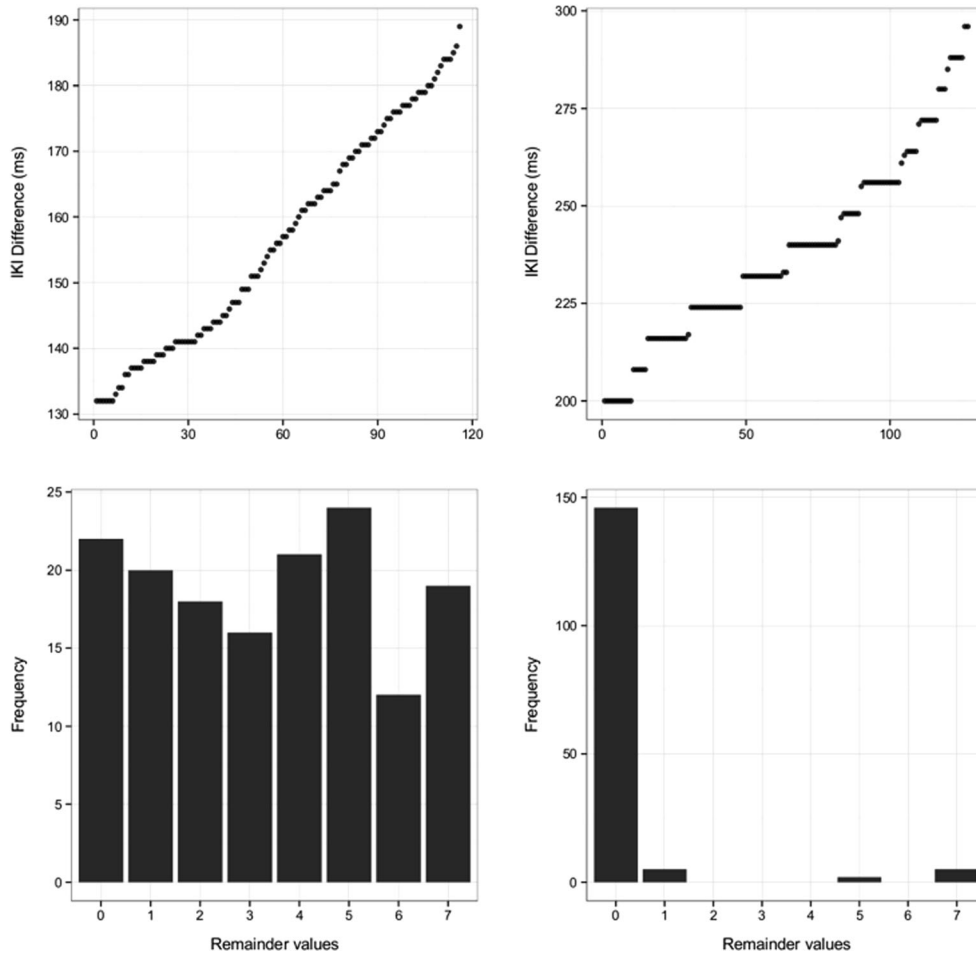 IKI Difference (ms)
190
180
170
160
150
140
130
0 30 60 90 120
IKI Difference (ms)
300
275
250
225
200
0 50 100
Frequency
25
20
15
10
5
0
0 1 2 3 4 5 6 7
Remainder values
Frequency
150
100
50
0
0 1 2 3 4 5 6 7
Remainder values